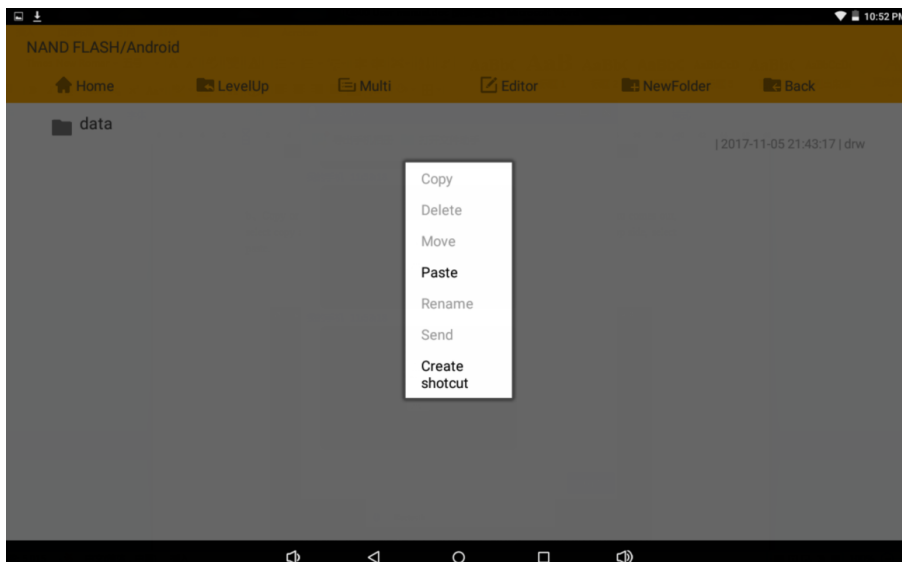 10:52 PM
NAND FLASH/Android
Home LevelUp Multi Editor NewFolder Back
data
| 2017-11-05 21:43:17 | drw
Copy
Delete
Move
Paste
Rename
Send
Create
shotcut